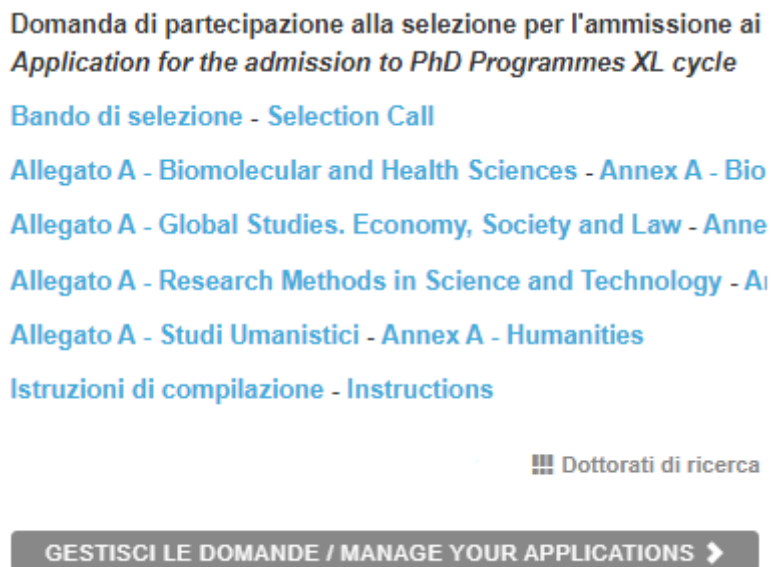 Domanda di partecipazione alla selezione per l'ammissione ai
Application for the admission to PhD Programmes XL cycle
Bando di selezione - Selection Call
Allegato A - Biomolecular and Health Sciences - Annex A - Bio
Allegato A - Global Studies. Economy, Society and Law - Anne
Allegato A - Research Methods in Science and Technology - A
Allegato A - Studi Umanistici - Annex A - Humanities
Istruzioni di compilazione - Instructions
Dottorati di ricerca
GESTISCI LE DOMANDE / MANAGE YOUR APPLICATIONS